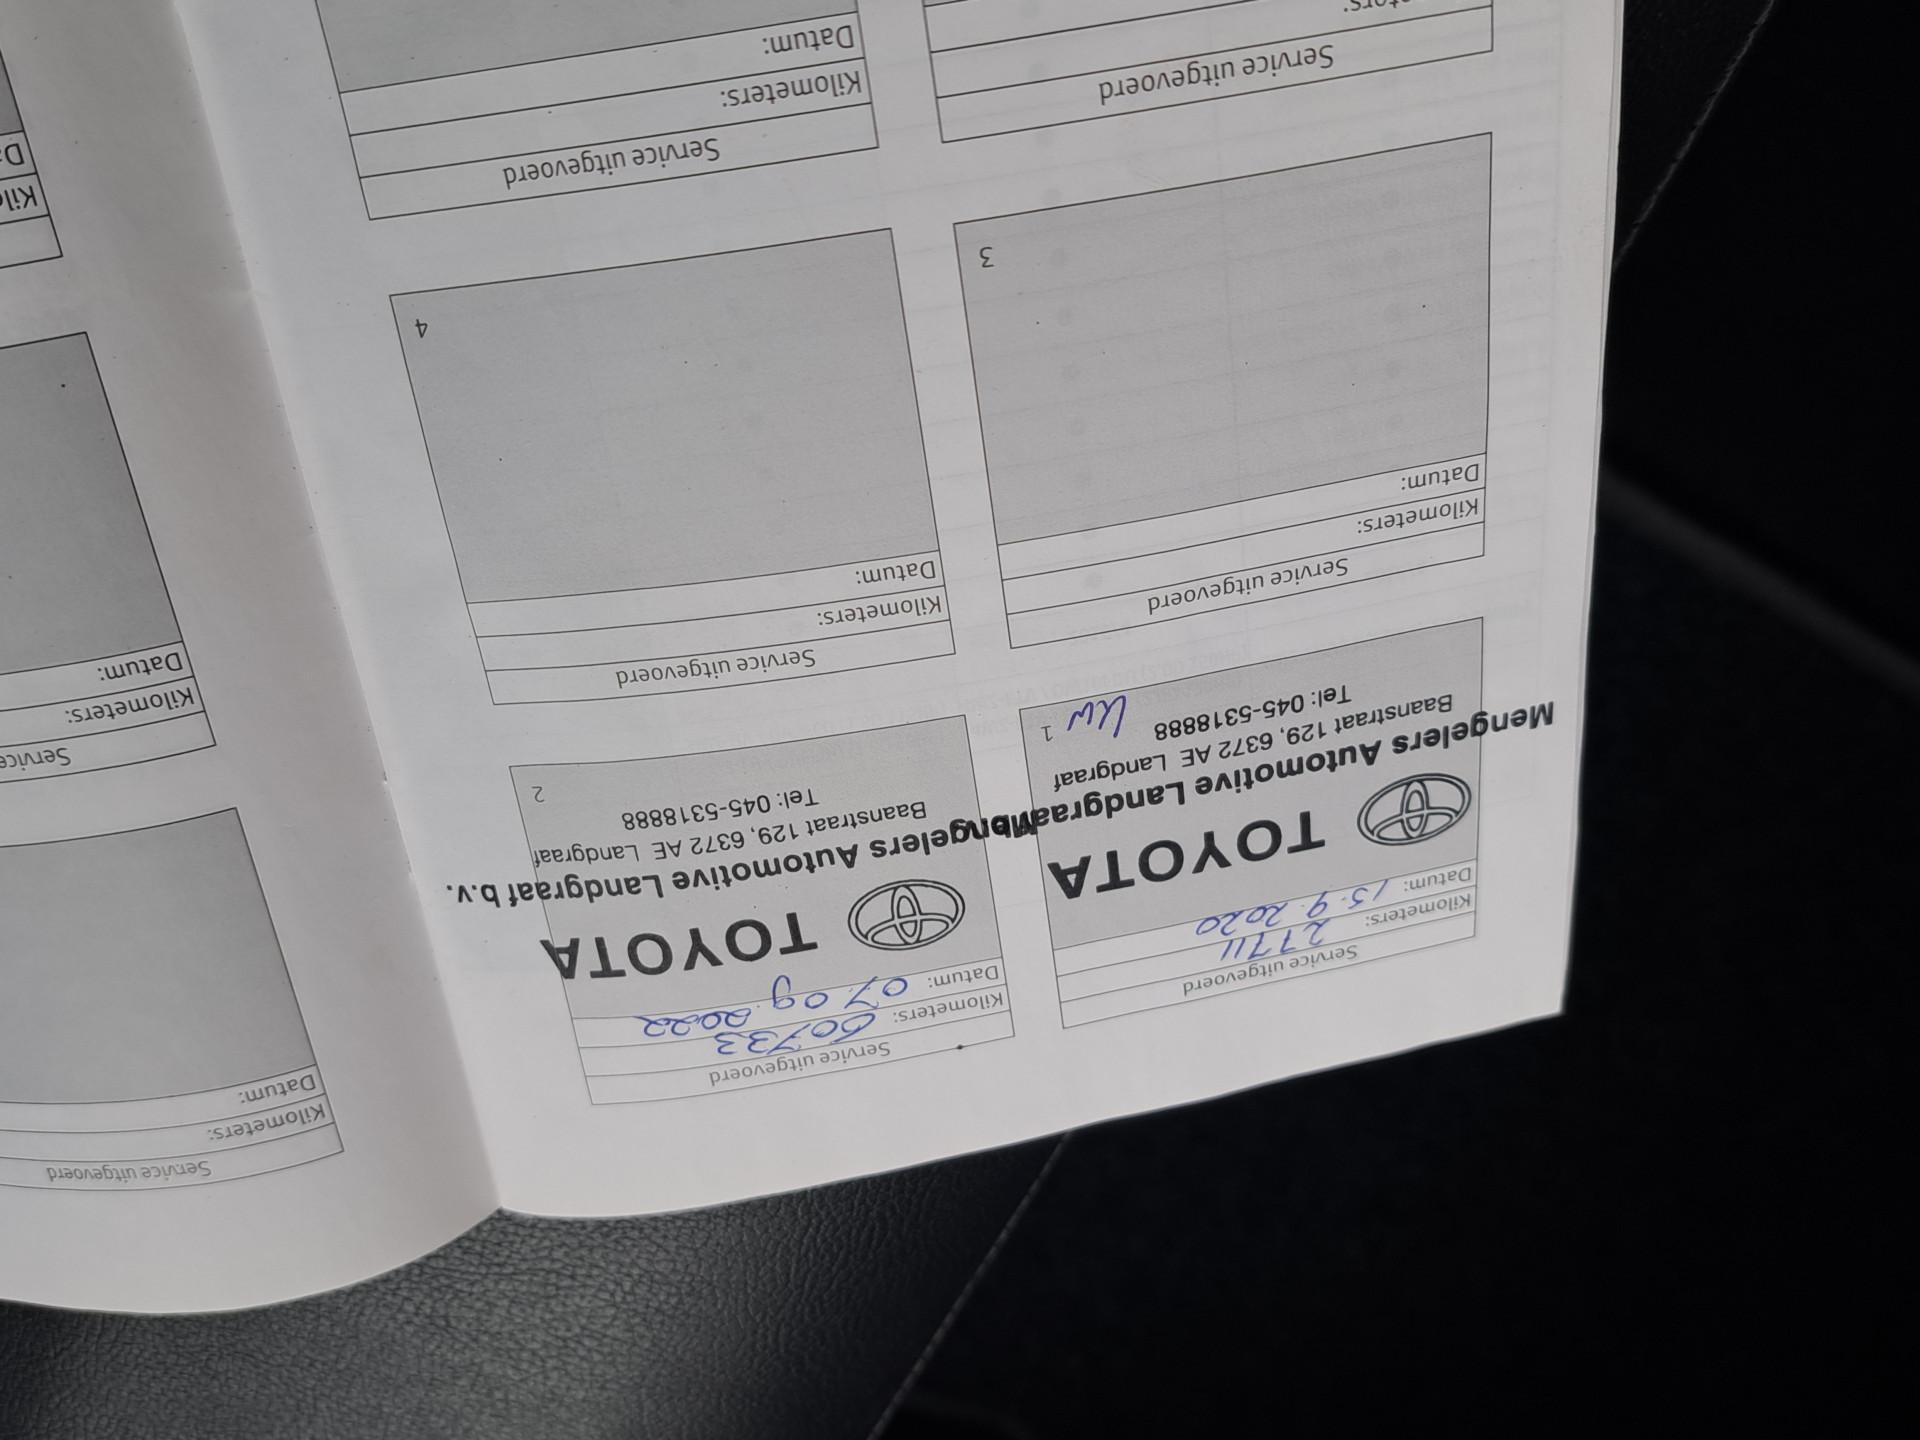 Service uitgevoerd
Kilometers: 27711
Datum: 15.9.2020
TOYOTA
Mengelers Automotive Landgraaf b.v.
Baanstraat 129, 6372 AE Landgraaf
Tel: 045-5318888
1
Service uitgevoerd
Kilometers: 60733
Datum: 07.09.2022
TOYOTA
Mengelers Automotive Landgraaf b.v.
Baanstraat 129, 6372 AE Landgraaf
Tel: 045-5318888
2
Service uitgevoerd
Kilometers:
Datum:
3
Service uitgevoerd
Kilometers:
Datum:
4
Service uitgevoerd
Service uitgevoerd
Kilometers:
Datum:
Service uitgevoerd
Kilometers:
Datum:
Service
Kilometers:
Datum: